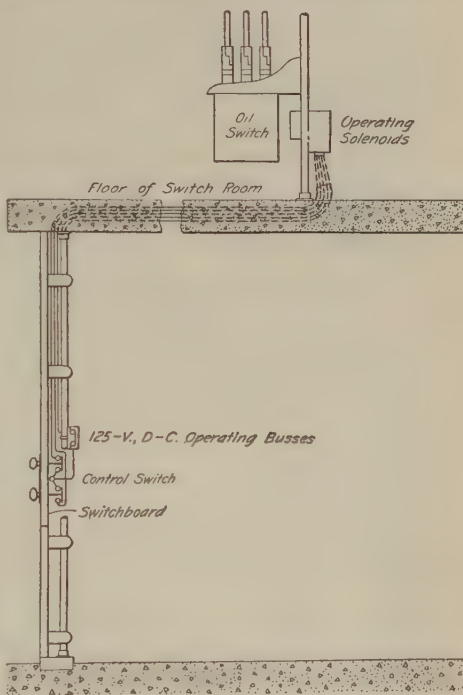 Oil
Switch
Operating
Solenoids
Floor of Switch Room
125-V., D-C. Operating Busses
Control Switch
Switchboard